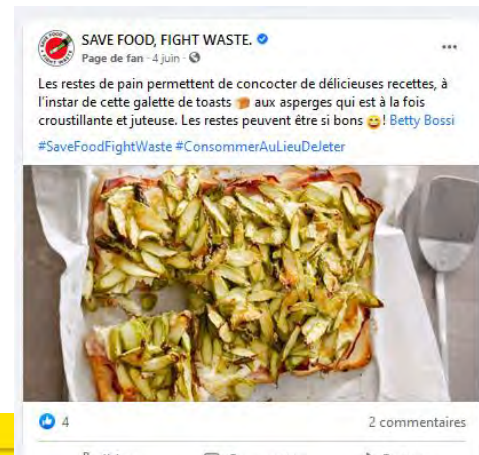 SAVE FOOD, FIGHT WASTE.
Page de fan · 4 juin ·
Les restes de pain permettent de concocter de délicieuses recettes, à
l'instar de cette galette de toasts 🍞 aux asperges qui est à la fois
croustillante et juteuse. Les restes peuvent être si bons 😄! Betty Bossi
#SaveFoodFightWaste #ConsommerAuLieuDeJeter
4
2 commentaires